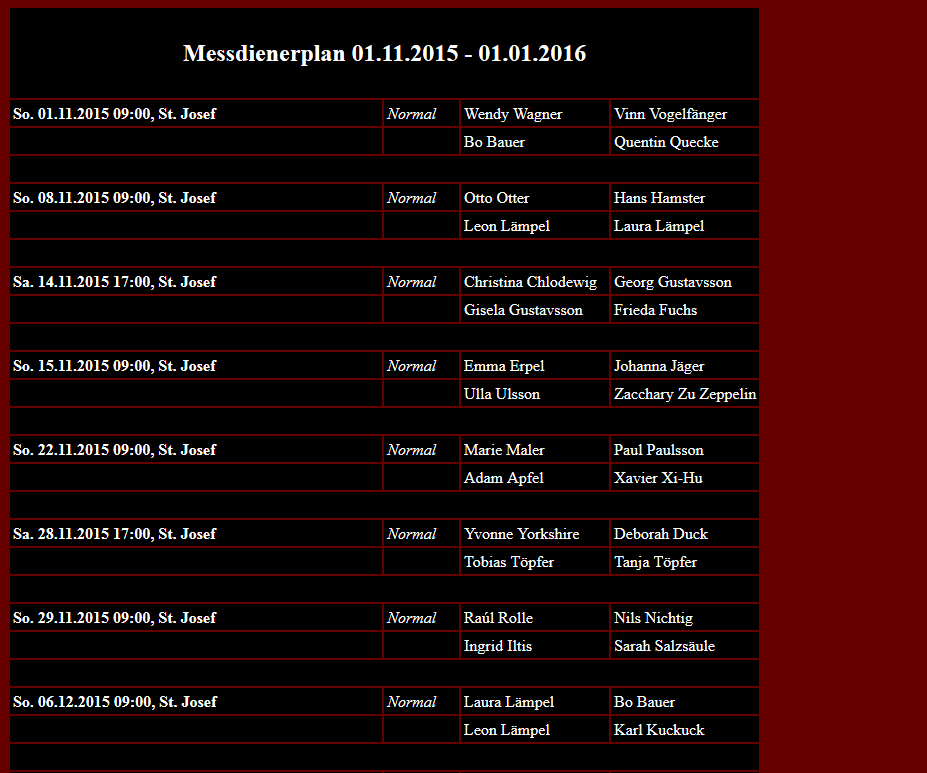 Messdienerplan 01.11.2015 - 01.01.2016
So. 01.11.2015 09:00, St. Josef Normal Wendy Wagner Vinn Vogelfänger
Bo Bauer Quentin Quecke
So. 08.11.2015 09:00, St. Josef Normal Otto Otter Hans Hamster
Leon Lämpel Laura Lämpel
Sa. 14.11.2015 17:00, St. Josef Normal Christina Chlodewig Georg Gustavsson
Gisela Gustavsson Frieda Fuchs
So. 15.11.2015 09:00, St. Josef Normal Emma Erpel Johanna Jäger
Ulla Ulsson Zacchary Zu Zeppelin
So. 22.11.2015 09:00, St. Josef Normal Marie Maler Paul Paulsson
Adam Apfel Xavier Xi-Hu
Sa. 28.11.2015 17:00, St. Josef Normal Yvonne Yorkshire Deborah Duck
Tobias Töpfer Tanja Töpfer
So. 29.11.2015 09:00, St. Josef Normal Raúl Rolle Nils Nichtig
Ingrid Iltis Sarah Salzsäule
So. 06.12.2015 09:00, St. Josef Normal Laura Lämpel Bo Bauer
Leon Lämpel Karl Kuckuck